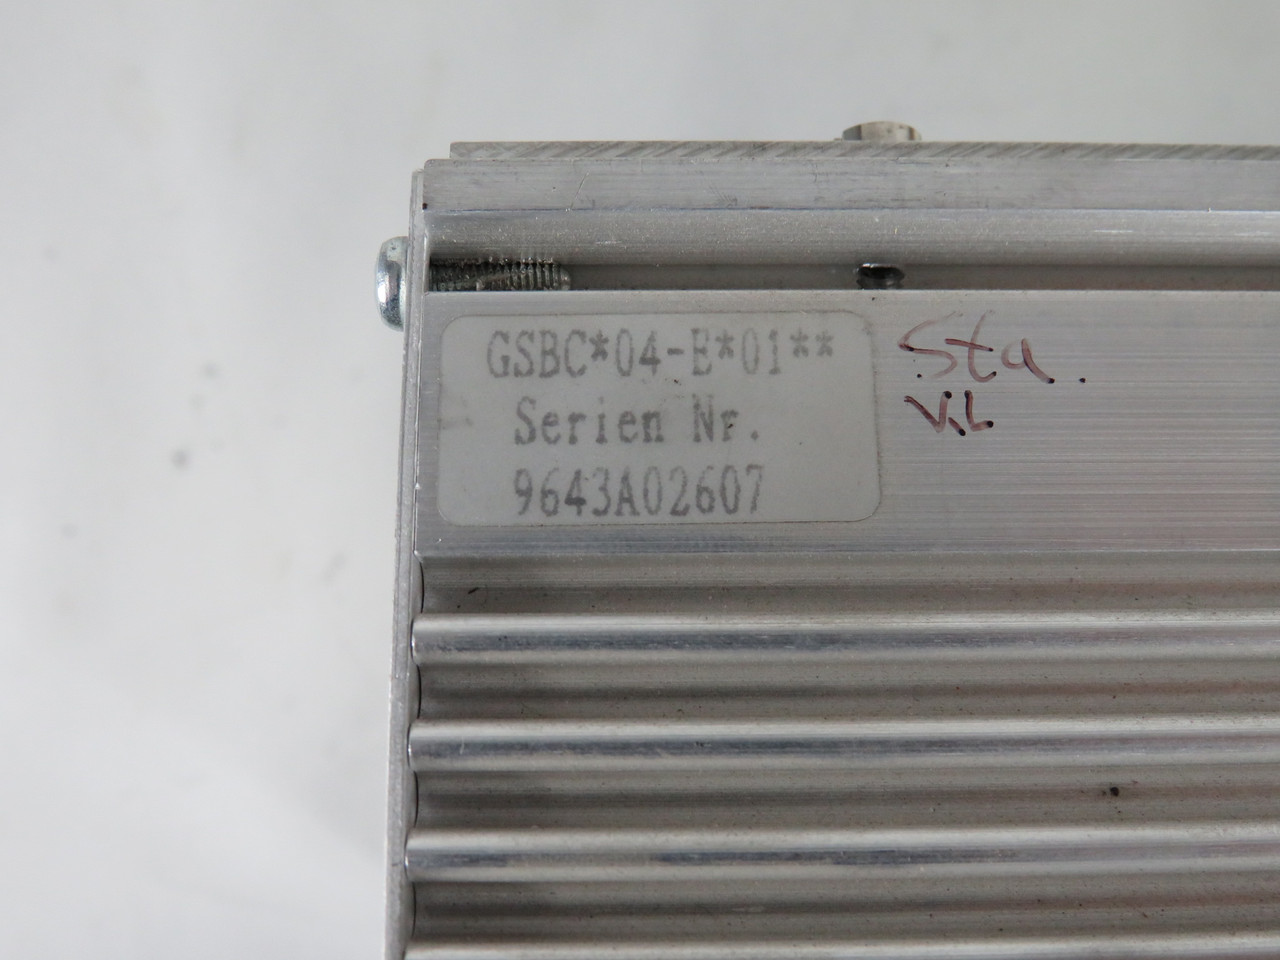 GSBC*04-E*01**
Serien Nr.
9643A02607
Sta.
V.L